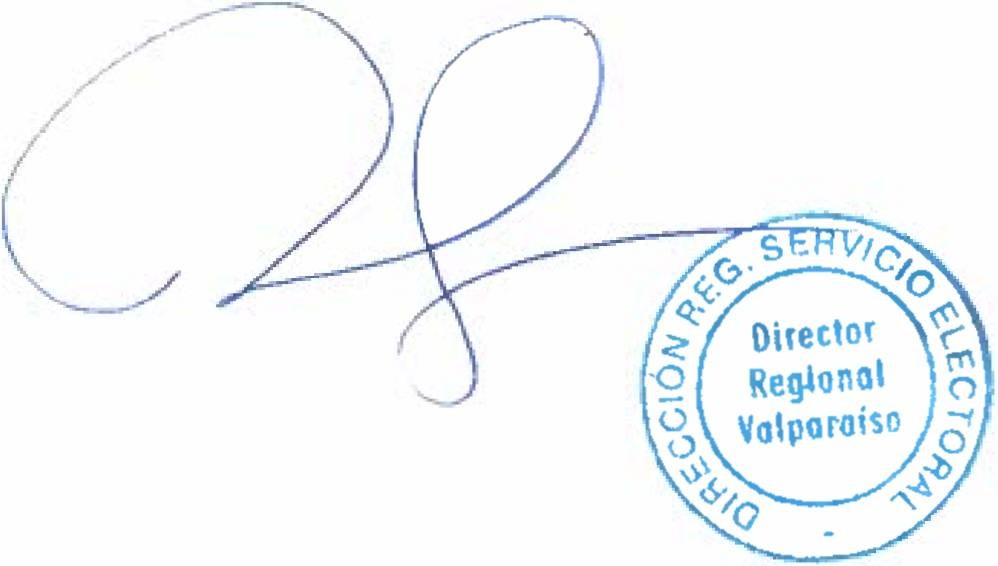 DIRECCIÓN REG. SERVICIO ELECTORAL
Director
Regional
Valparaíso